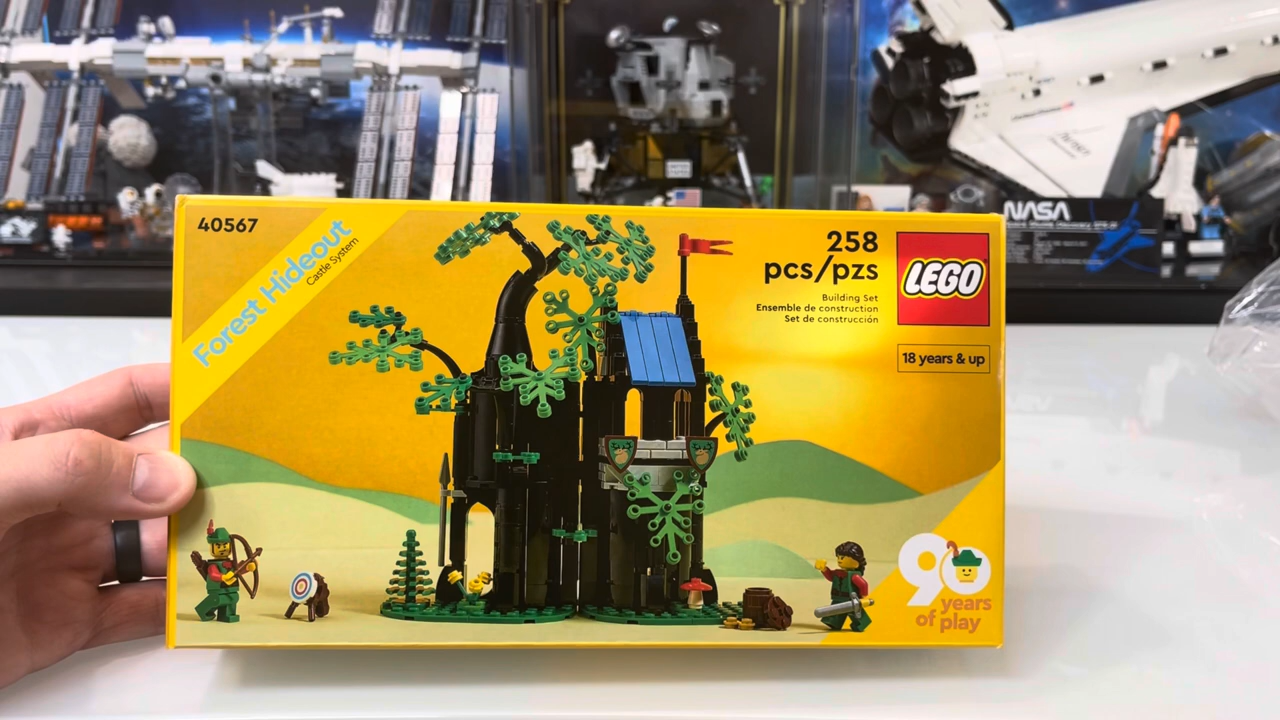 40567
Forest Hideout
Castle System
258
pcs/pzs
Building Set
Ensemble de construction
Set de construcción
LEGO
18 years & up
90
years
of play
NASA